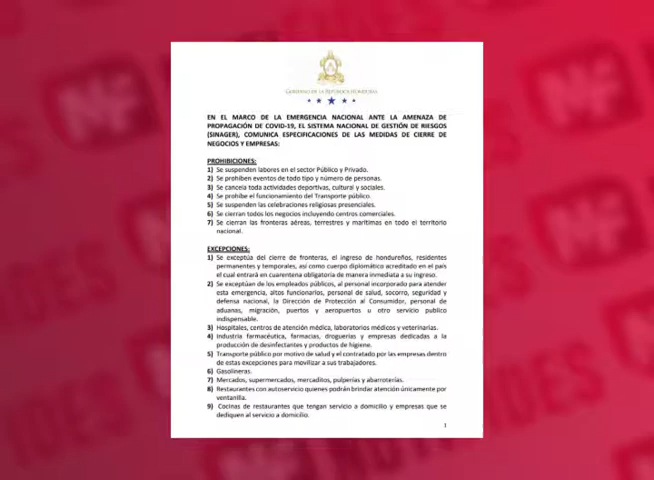 GOBIERNO DE LA REPÚBLICA HONDURAS
EN EL MARCO DE LA EMERGENCIA NACIONAL ANTE LA AMENAZA DE
PROPAGACIÓN DE COVID-19, EL SISTEMA NACIONAL DE GESTIÓN DE RIESGOS
(SINAGER), COMUNICA ESPECIFICACIONES DE LAS MEDIDAS DE CIERRE DE
NEGOCIOS Y EMPRESAS:
PROHIBICIONES:
1) Se suspenden labores en el sector Público y Privado.
2) Se prohíben eventos de todo tipo y número de personas.
3) Se cancela toda actividades deportivas, cultural y sociales.
4) Se prohíbe el funcionamiento del Transporte público.
5) Se suspenden las celebraciones religiosas presenciales.
6) Se cierran todos los negocios incluyendo centros comerciales.
7) Se cierran las fronteras aéreas, terrestres y marítimas en todo el territorio
nacional.
EXCEPCIONES:
1) Se exceptúa del cierre de fronteras, el ingreso de hondureños, residentes
permanentes y temporales, así como cuerpo diplomático acreditado en el país
el cual entrará en cuarentena obligatoria de manera inmediata a su ingreso.
2) Se exceptúan de los empleados públicos, al personal incorporado para atender
esta emergencia, altos funcionarios, personal de salud, socorro, seguridad y
defensa nacional, la Dirección de Protección al Consumidor, personal de
aduanas, migración, puertos y aeropuertos u otro servicio publico
indispensable.
3) Hospitales, centros de atención médica, laboratorios médicos y veterinarias.
4) Industria farmacéutica, farmacias, droguerías y empresas dedicadas a la
producción de desinfectantes y productos de higiene.
5) Transporte público por motivo de salud y el contratado por las empresas dentro
de estas excepciones para movilizar a sus trabajadores.
6) Gasolineras.
7) Mercados, supermercados, mercaditos, pulperías y abarroterías.
8) Restaurantes con autoservicio quienes podrán brindar atención únicamente por
ventanilla.
9) Cocinas de restaurantes que tengan servicio a domicilio y empresas que se
dediquen al servicio a domicilio.
1